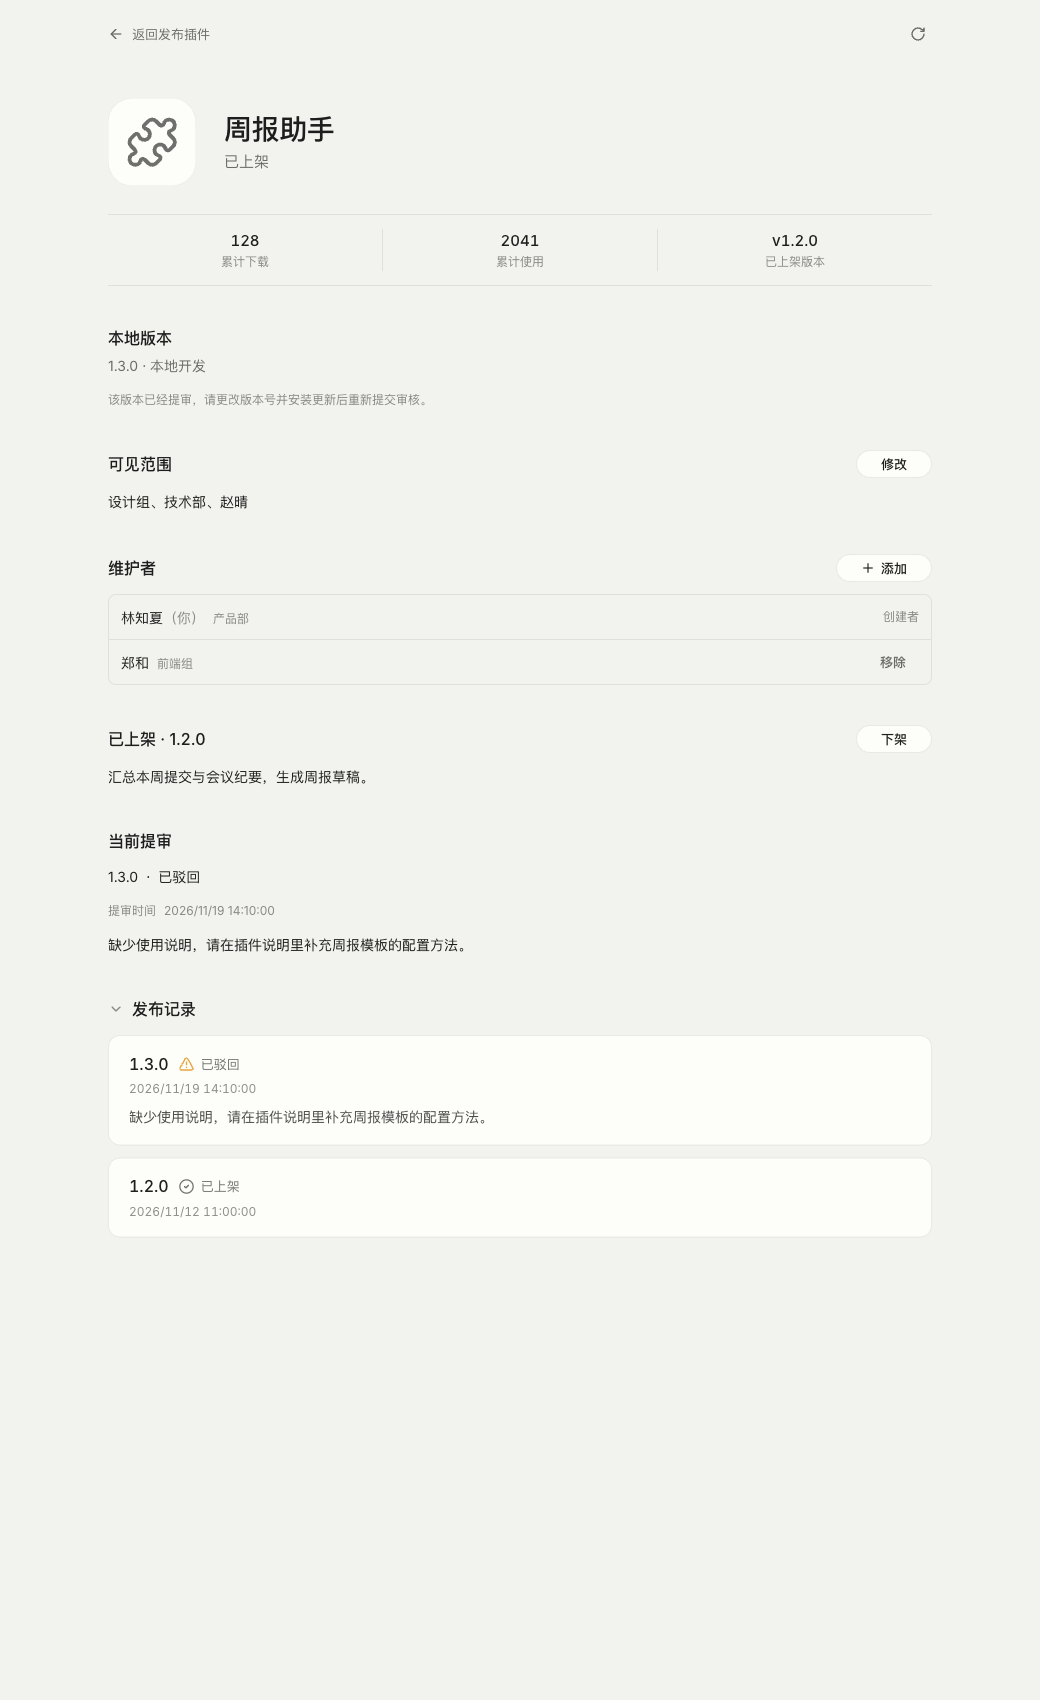 返回发布插件
周报助手
已上架
128
累计下载
2041
累计使用
v1.2.0
已上架版本
本地版本
1.3.0 · 本地开发
该版本已经提审，请更改版本号并安装更新后重新提交审核。
可见范围
修改
设计组、技术部、赵晴
维护者
添加
林知夏（你） 产品部 创建者
郑和 前端组 移除
已上架 · 1.2.0
下架
汇总本周提交与会议纪要，生成周报草稿。
当前提审
1.3.0 · 已驳回
提审时间 2026/11/19 14:10:00
缺少使用说明，请在插件说明里补充周报模板的配置方法。
发布记录
1.3.0 已驳回
2026/11/19 14:10:00
缺少使用说明，请在插件说明里补充周报模板的配置方法。
1.2.0 已上架
2026/11/12 11:00:00